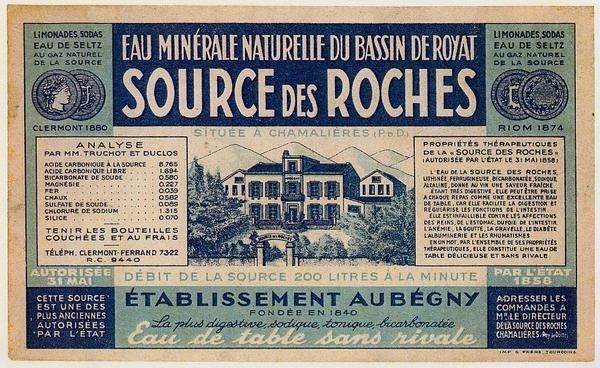 LIMONADES, SODAS
EAU DE SELTZ
AU GAZ NATUREL
DE LA SOURCE
CLERMONT 1880
EAU MINÉRALE NATURELLE DU BASSIN DE ROYAT
SOURCE DES ROCHES
SITUÉE À CHAMALIÈRES (P.DE D.)
LIMONADES, SODAS
EAU DE SELTZ
AU GAZ NATUREL
DE LA SOURCE
RIOM 1874
ANALYSE
PAR MM. TRUCHOT ET DUCLOS
ACIDE CARBONIQUE À LA SOURCE 8.765
ACIDE CARBONIQUE LIBRE 1.694
BICARBONATE DE SOUDE 0.580
MAGNÉSIE 0.227
FER 0.039
CHAUX 0.582
SULFATE DE SOUDE 0.089
CHLORURE DE SODIUM 1.315
SILICE 0.070
TENIR LES BOUTEILLES
COUCHÉES ET AU FRAIS
TÉLÉPH. CLERMONT-FERRAND 73-22
R.C. 9440
PROPRIÉTÉS THÉRAPEUTIQUES
DE LA « SOURCE DES ROCHES »
(AUTORISÉE PAR L'ÉTAT LE 31 MAI 1858)
L'EAU DE LA SOURCE DES ROCHES,
LITHINÉE, FERRUGINEUSE, BICARBONATÉE, SODIQUE,
ALCALINE, DONNE AU VIN UNE SAVEUR FRAÎCHE
ÉTANT TRÈS DIGESTIVE, ELLE PEUT ÊTRE PRISE
À CHAQUE REPAS COMME UNE EXCELLENTE EAU
DE TABLE, CAR ELLE FACILITE LA DIGESTION ET
RÉGULARISE LES FONCTIONS DE L'INTESTIN
ELLE EST INFAILLIBLE CONTRE LES AFFECTIONS
DES REINS, DE L'ESTOMAC, DU FOIE DE L'INTESTIN
L'ANÉMIE, LA GOUTTE, LA GRAVELLE, LE DIABÈTE
L'ALBUMINERIE ET LES RHUMATISMES
EN UN MOT, PAR L'ENSEMBLE DE SES PROPRIÉTÉS
THÉRAPEUTIQUES, ELLE CONSTITUE UNE EAU DE
TABLE DÉLICIEUSE ET SANS RIVALE
AUTORISÉE
31 MAI
DÉBIT DE LA SOURCE 200 LITRES À LA MINUTE
PAR L'ÉTAT
1858
CETTE SOURCE
EST UNE DES
PLUS ANCIENNES
AUTORISÉES
PAR L'ÉTAT
ÉTABLISSEMENT AUBÉGNY
FONDÉE EN 1840
La plus digestive, sodique, tonique, bicarbonatée
Eau de table sans rivale
ADRESSER LES
COMMANDES À
MR LE DIRECTEUR
DE LA SOURCE DES ROCHES
CHAMALIÈRES
IMP. G. FRÈRE, TOURCOING